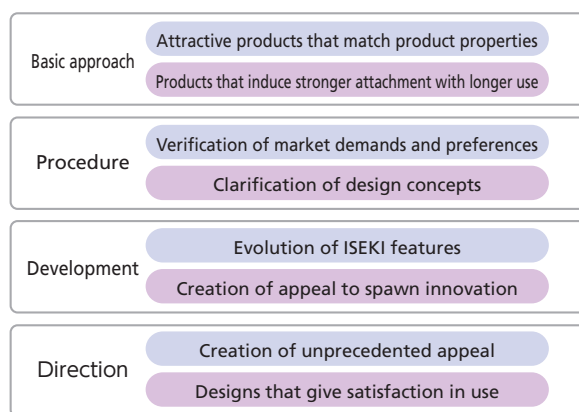 Basic approach
Attractive products that match product properties
Products that induce stronger attachment with longer use
Procedure
Verification of market demands and preferences
Clarification of design concepts
Development
Evolution of ISEKI features
Creation of appeal to spawn innovation
Direction
Creation of unprecedented appeal
Designs that give satisfaction in use